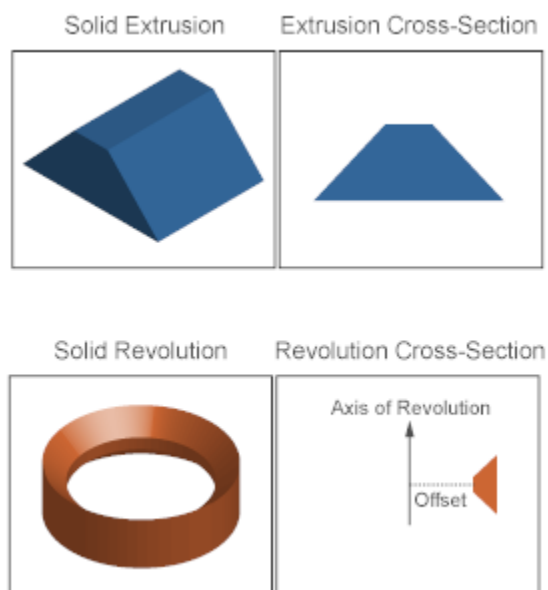 Solid Extrusion
Extrusion Cross-Section
Solid Revolution
Revolution Cross-Section
Axis of Revolution
Offset